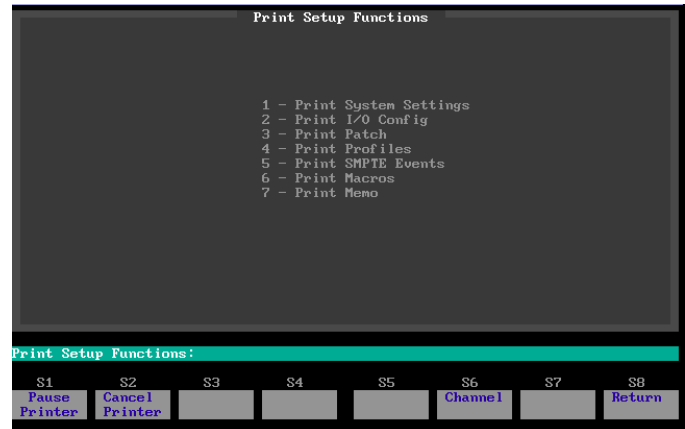 Print Setup Functions
1 - Print System Settings
2 - Print I/O Config
3 - Print Patch
4 - Print Profiles
5 - Print SMPTE Events
6 - Print Macros
7 - Print Memo
Print Setup Functions:
S1 S2 S3 S4 S5 S6 S7 S8
Pause Cancel Channel Return
Printer Printer